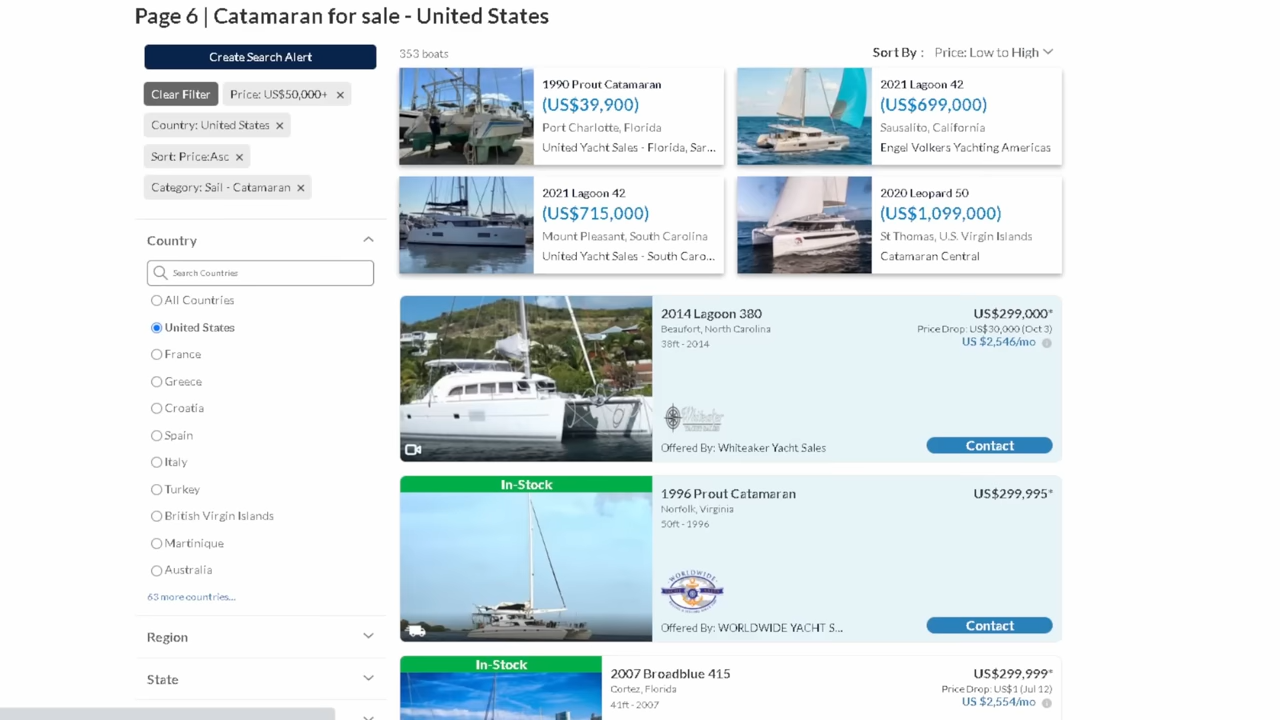 Page 6 | Catamaran for sale - United States
Create Search Alert
Clear Filter
Price: US$50,000+ ×
Country: United States ×
Sort: Price:Asc ×
Category: Sail - Catamaran ×
Country
Search Countries
All Countries
United States
France
Greece
Croatia
Spain
Italy
Turkey
British Virgin Islands
Martinique
Australia
63 more countries...
Region
State
353 boats
Sort By : Price: Low to High
1990 Prout Catamaran
(US$39,900)
Port Charlotte, Florida
United Yacht Sales - Florida, Sar...
2021 Lagoon 42
(US$699,000)
Sausalito, California
Engel Volkers Yachting Americas
2021 Lagoon 42
(US$715,000)
Mount Pleasant, South Carolina
United Yacht Sales - South Caro...
2020 Leopard 50
(US$1,099,000)
St Thomas, U.S. Virgin Islands
Catamaran Central
2014 Lagoon 380
Beaufort, North Carolina
38ft - 2014
US$299,000*
Price Drop: US$30,000 (Oct 3)
US $2,546/mo
Offered By: Whiteaker Yacht Sales
Contact
In-Stock
1996 Prout Catamaran
Norfolk, Virginia
50ft - 1996
US$299,995*
WORLDWIDE
Offered By: WORLDWIDE YACHT S...
Contact
In-Stock
2007 Broadblue 415
Cortez, Florida
41ft - 2007
US$299,999*
Price Drop: US$1 (Jul 12)
US $2,554/mo